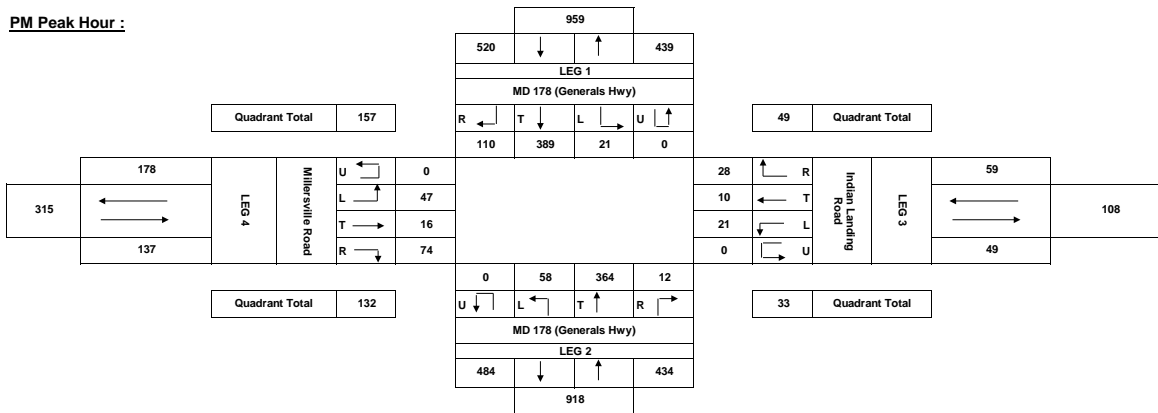 PM Peak Hour :
959
520 439
LEG 1
MD 178 (Generals Hwy)
Quadrant Total 157
R T L U
49 Quadrant Total
110 389 21 0
178
LEG 4
Millersville Road
U 0
L 47
T 16
R 74
315
137
28 R
10 T
21 L
0 U
Indian Landing
Road
LEG 3
59
108
49
0 58 364 12
Quadrant Total 132
U L T R
33 Quadrant Total
MD 178 (Generals Hwy)
LEG 2
484 434
918